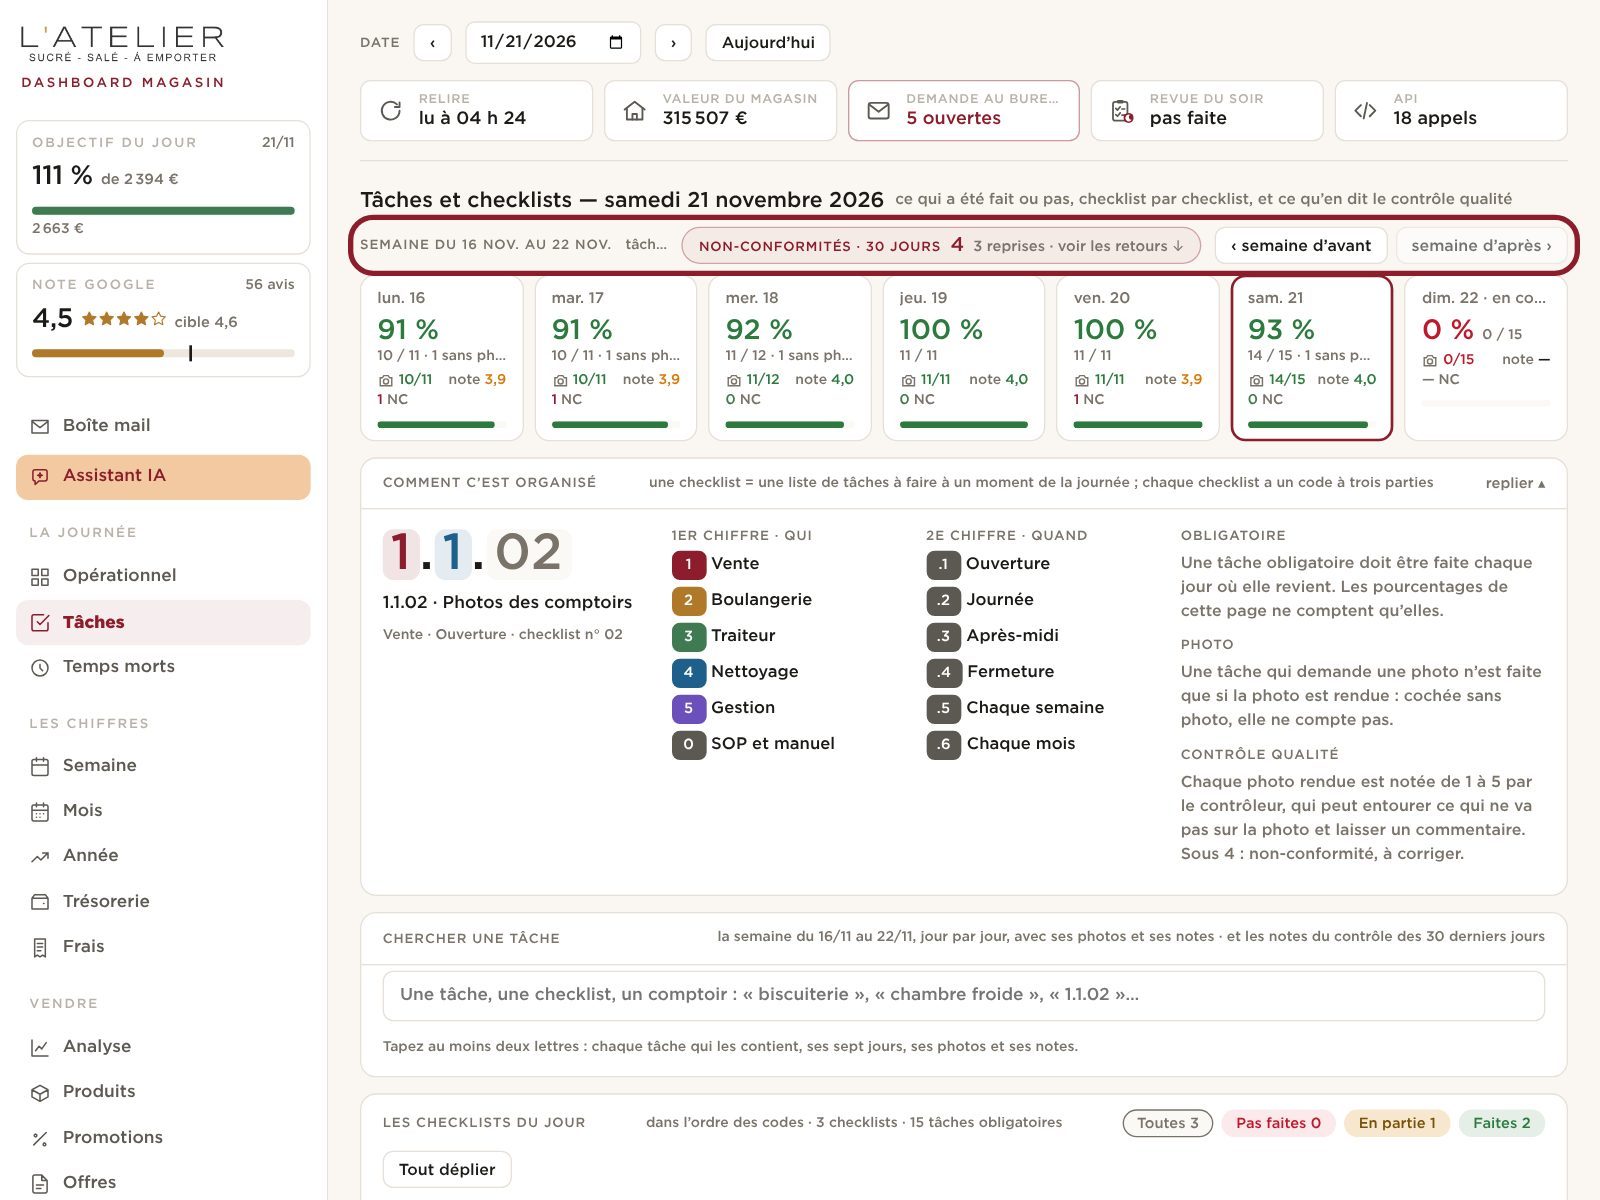 L'ATELIER
SUCRÉ - SALÉ - À EMPORTER
DASHBOARD MAGASIN
OBJECTIF DU JOUR 21/11
111 % de 2 394 €
2 663 €
NOTE GOOGLE 56 avis
4,5 cible 4,6
Boîte mail
Assistant IA
LA JOURNÉE
Opérationnel
Tâches
Temps morts
LES CHIFFRES
Semaine
Mois
Année
Trésorerie
Frais
VENDRE
Analyse
Produits
Promotions
Offres
DATE ‹ 11/21/2026 › Aujourd’hui
RELIRE
lu à 04 h 24
VALEUR DU MAGASIN
315 507 €
DEMANDE AU BURE…
5 ouvertes
REVUE DU SOIR
pas faite
API
18 appels
Tâches et checklists — samedi 21 novembre 2026 ce qui a été fait ou pas, checklist par checklist, et ce qu’en dit le contrôle qualité
SEMAINE DU 16 NOV. AU 22 NOV. tâch… NON-CONFORMITÉS · 30 JOURS 4 3 reprises · voir les retours ↓ ‹ semaine d’avant semaine d’après ›
lun. 16
91 %
10 / 11 · 1 sans ph…
10/11 note 3,9
1 NC
mar. 17
91 %
10 / 11 · 1 sans ph…
10/11 note 3,9
1 NC
mer. 18
92 %
11 / 12 · 1 sans ph…
11/12 note 4,0
0 NC
jeu. 19
100 %
11 / 11
11/11 note 4,0
0 NC
ven. 20
100 %
11 / 11
11/11 note 3,9
1 NC
sam. 21
93 %
14 / 15 · 1 sans p…
14/15 note 4,0
0 NC
dim. 22 · en co…
0 % 0 / 15
0/15 note —
— NC
COMMENT C'EST ORGANISÉ une checklist = une liste de tâches à faire à un moment de la journée ; chaque checklist a un code à trois parties replier ▴
1.1.02
1.1.02 · Photos des comptoirs
Vente · Ouverture · checklist n° 02
1ER CHIFFRE · QUI
1 Vente
2 Boulangerie
3 Traiteur
4 Nettoyage
5 Gestion
0 SOP et manuel
2E CHIFFRE · QUAND
.1 Ouverture
.2 Journée
.3 Après-midi
.4 Fermeture
.5 Chaque semaine
.6 Chaque mois
OBLIGATOIRE
Une tâche obligatoire doit être faite chaque
jour où elle revient. Les pourcentages de
cette page ne comptent qu’elles.
PHOTO
Une tâche qui demande une photo n’est faite
que si la photo est rendue : cochée sans
photo, elle ne compte pas.
CONTRÔLE QUALITÉ
Chaque photo rendue est notée de 1 à 5 par
le contrôleur, qui peut entourer ce qui ne va
pas sur la photo et laisser un commentaire.
Sous 4 : non-conformité, à corriger.
CHERCHER UNE TÂCHE la semaine du 16/11 au 22/11, jour par jour, avec ses photos et ses notes · et les notes du contrôle des 30 derniers jours
Une tâche, une checklist, un comptoir : « biscuiterie », « chambre froide », « 1.1.02 »…
Tapez au moins deux lettres : chaque tâche qui les contient, ses sept jours, ses photos et ses notes.
LES CHECKLISTS DU JOUR dans l’ordre des codes · 3 checklists · 15 tâches obligatoires Toutes 3 Pas faites 0 En partie 1 Faites 2
Tout déplier